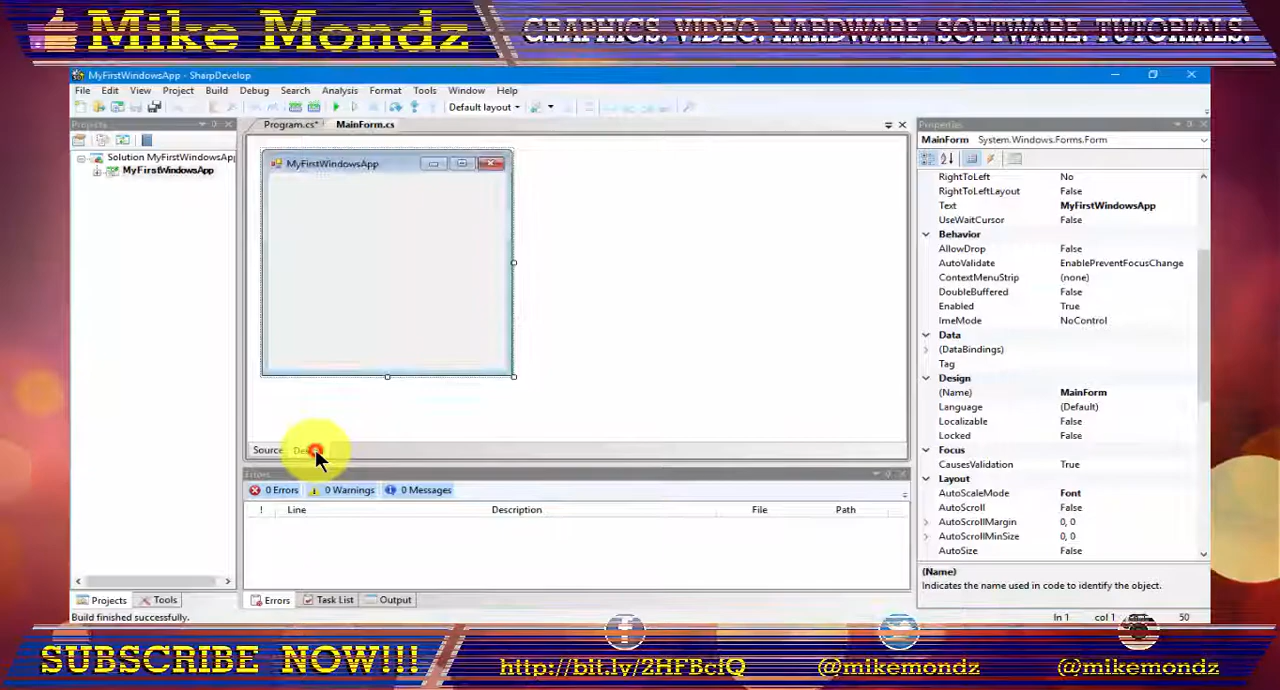 Mike Mondz
GRAPHICS. VIDEO. HARDWARE. SOFTWARE. TUTORIALS.
MyFirstWindowsApp - SharpDevelop
File Edit View Project Build Debug Search Analysis Format Tools Window Help
Default layout
Projects
Program.cs* MainForm.cs
Properties
MainForm System.Windows.Forms.Form
Solution MyFirstWindowsApp
MyFirstWindowsApp
MyFirstWindowsApp
RightToLeft No
RightToLeftLayout False
Text MyFirstWindowsApp
UseWaitCursor False
Behavior
AllowDrop False
AutoValidate EnablePreventFocusChange
ContextMenuStrip (none)
DoubleBuffered False
Enabled True
ImeMode NoControl
Data
(DataBindings)
Tag
Design
(Name) MainForm
Language (Default)
Localizable False
Locked False
Focus
CausesValidation True
Layout
AutoScaleMode Font
AutoScroll False
AutoScrollMargin 0, 0
AutoScrollMinSize 0, 0
AutoSize False
(Name)
Indicates the name used in code to identify the object.
Source
Errors
0 Errors 0 Warnings 0 Messages
! Line Description File Path
Projects Tools
Errors Task List Output
Build finished successfully.
Ln 1 col 1 50
SUBSCRIBE NOW!!!
http://bit.ly/2HFBcfQ
@mikemondz
@mikemondz